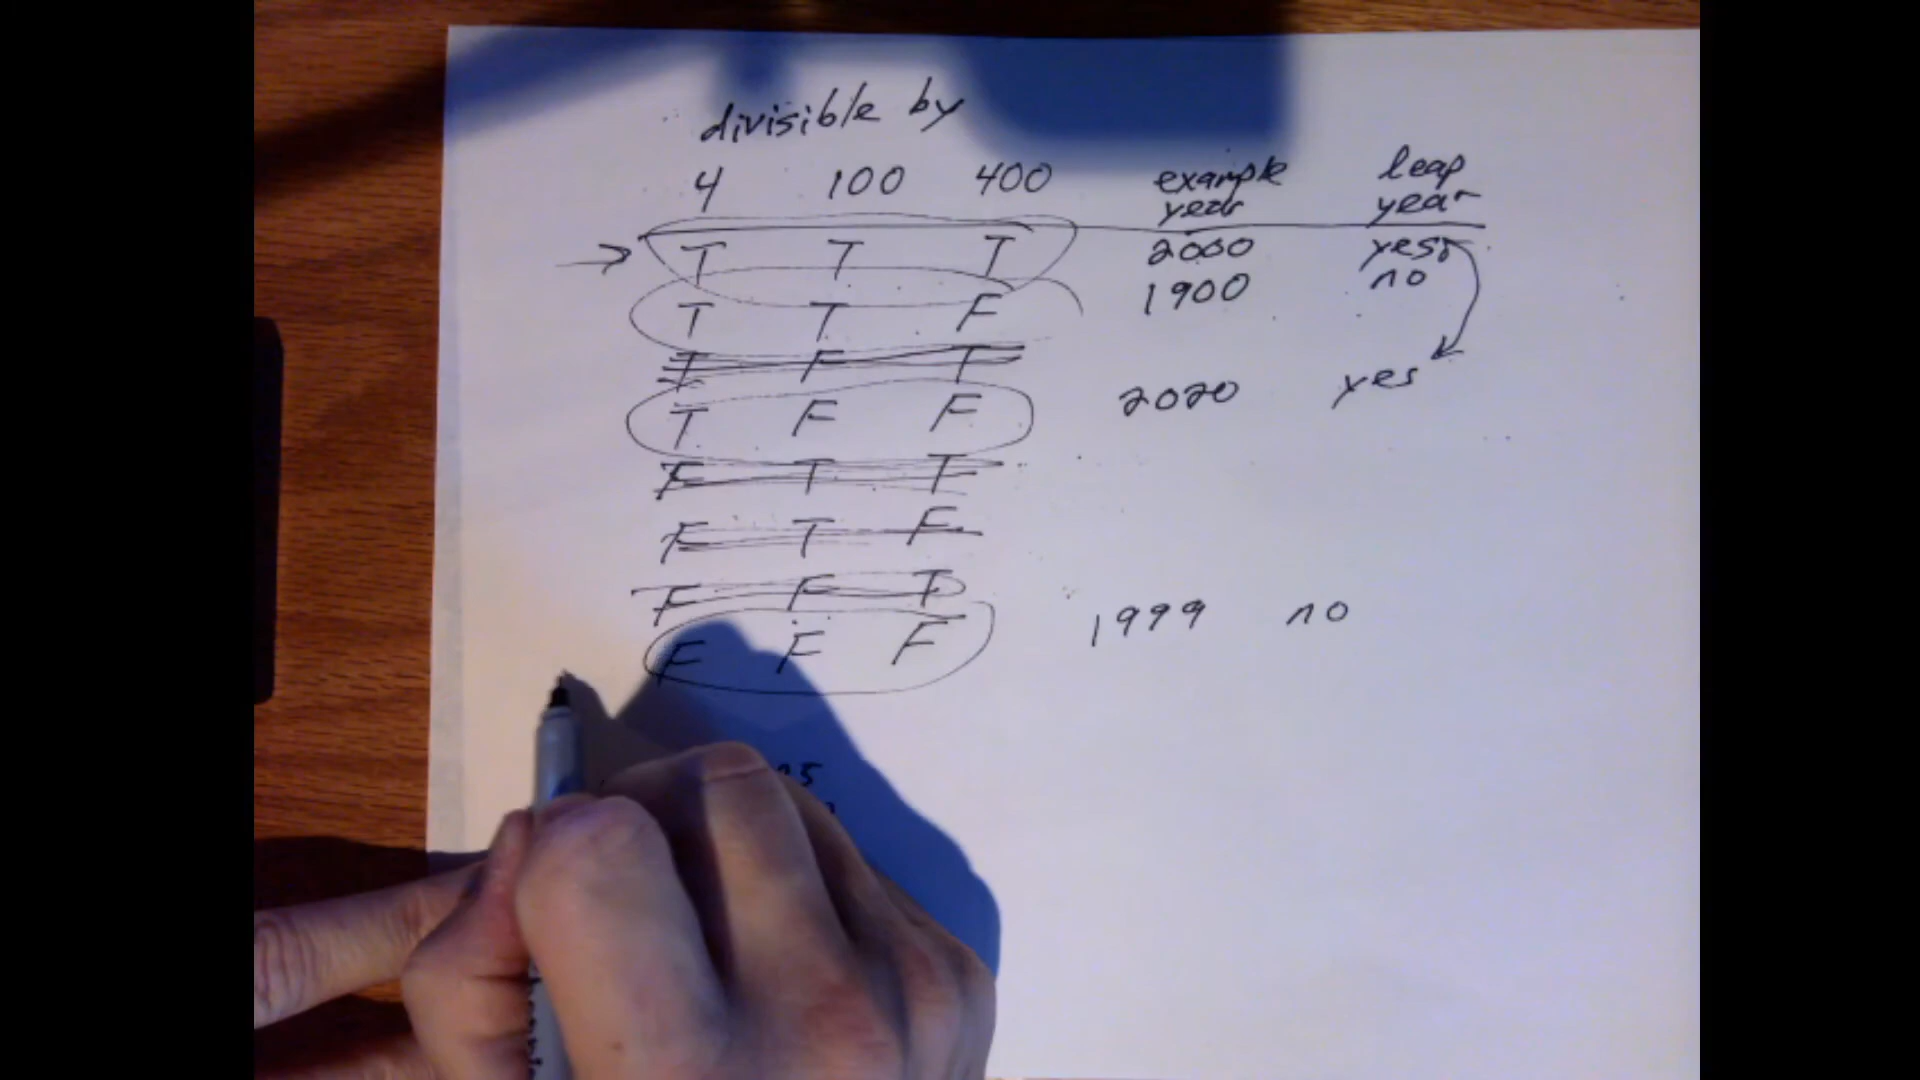 divisible by
4 100 400 example year leap year
T T T 2000 yes
T T F 1900 no
T F T
T F F 2020 yes
F T T
F T F
F F T
F F F 1999 no